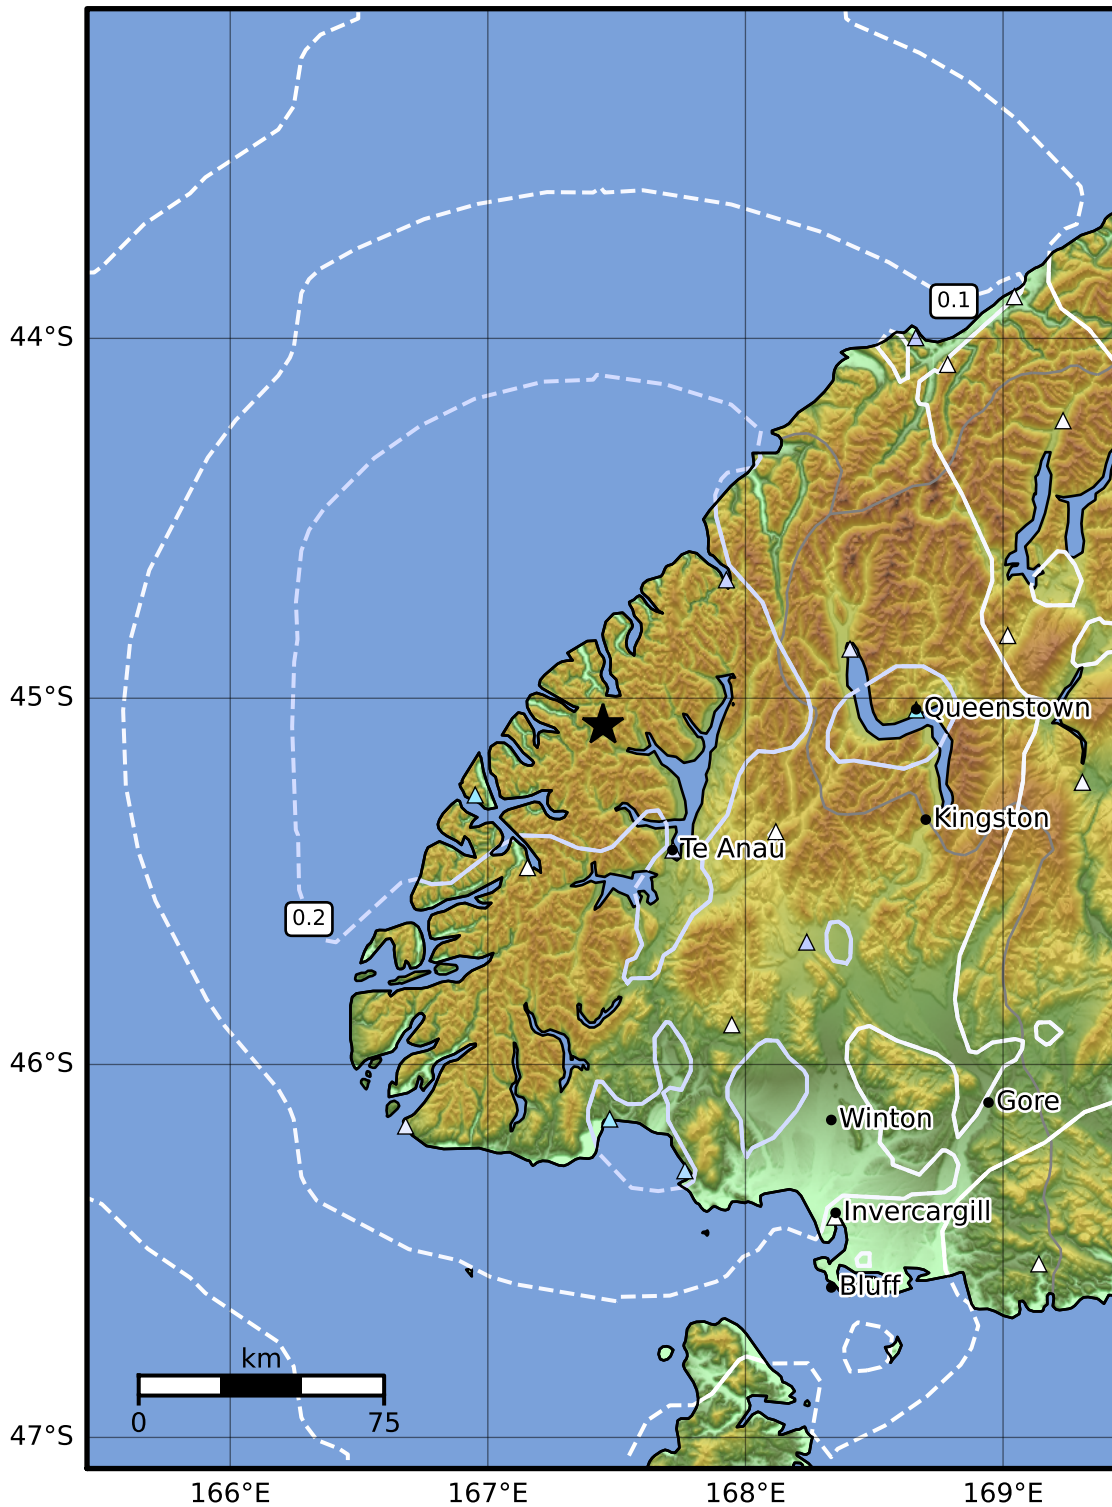 0.1
44°S
45°S
Queenstown
Kingston
Te Anau
0.2
46°S
Gore
Winton
Invercargill
Bluff
km
0 75
47°S
166°E 167°E 168°E 169°E